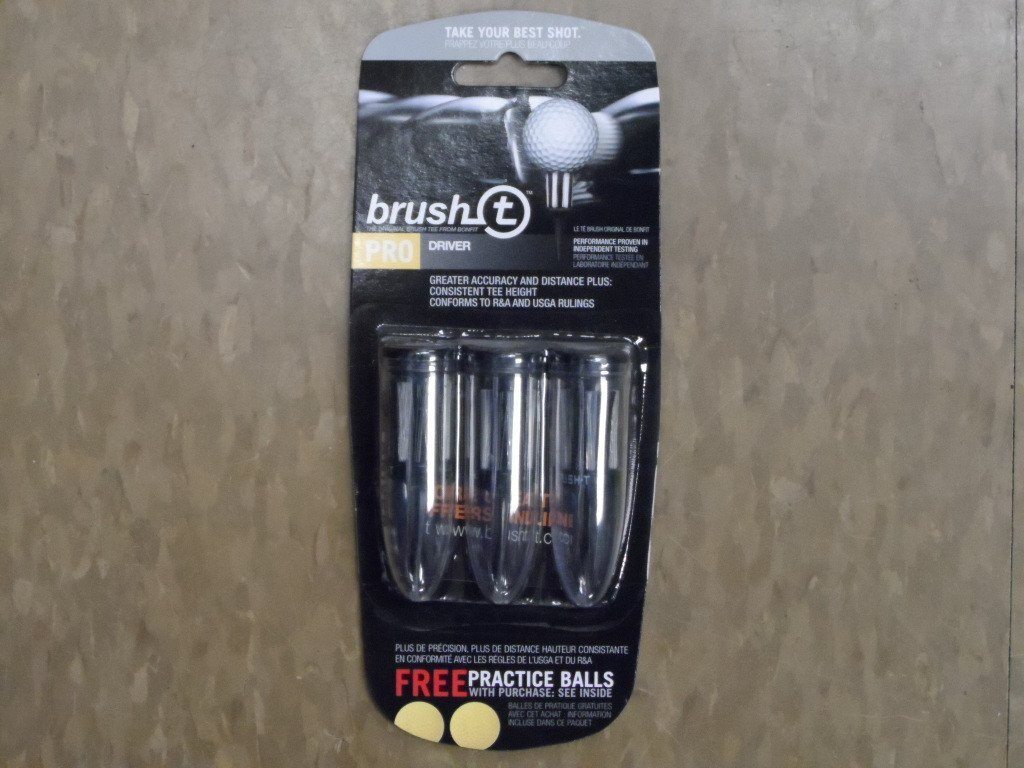 TAKE YOUR BEST SHOT.
FRAPPEZ VOTRE PLUS BEAU COUP.
brush t™
THE ORIGINAL BRUSH TEE FROM BONFIT
LE TÉ BRUSH ORIGINAL DE BONFIT
PRO DRIVER
PERFORMANCE PROVEN IN
INDEPENDENT TESTING
PERFORMANCE TESTÉE EN
LABORATOIRE INDÉPENDANT
GREATER ACCURACY AND DISTANCE PLUS:
CONSISTENT TEE HEIGHT
CONFORMS TO R&A AND USGA RULINGS
PLUS DE PRÉCISION, PLUS DE DISTANCE HAUTEUR CONSISTANTE
EN CONFORMITÉ AVEC LES RÈGLES DE L'USGA ET DU R&A
FREE PRACTICE BALLS
WITH PURCHASE: SEE INSIDE
BALLES DE PRATIQUE GRATUITES
AVEC CET ACHAT : INFORMATION
INCLUSE DANS CE PAQUET.